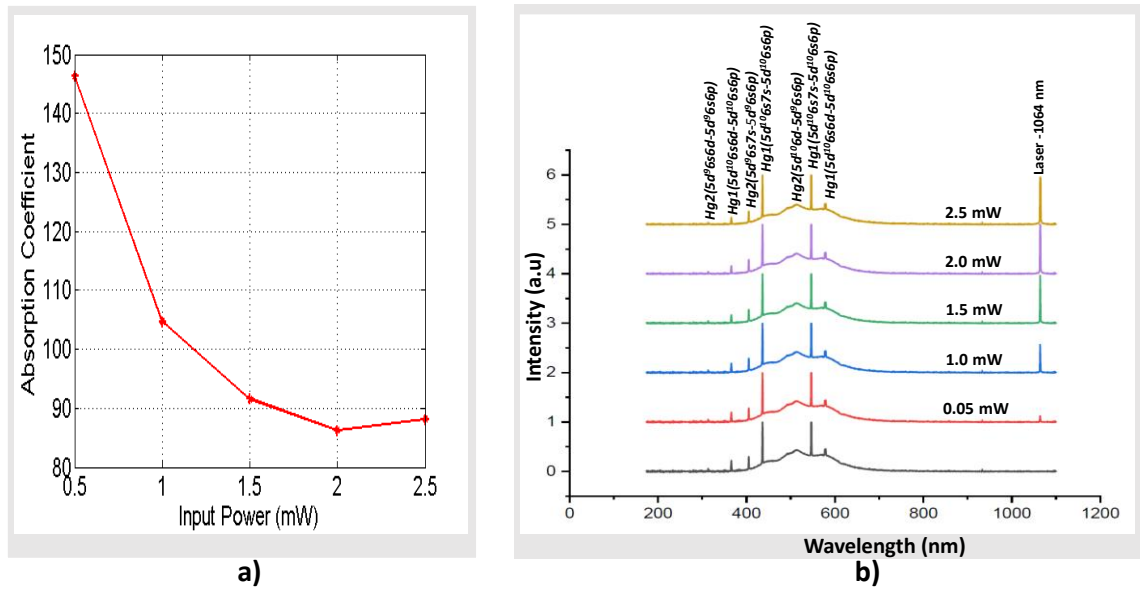 150
140
130
120
110
100
90
80
0.5
1
1.5
2
2.5
Absorption Coefficient
Input Power (mW)
a)
Hg2(5d⁹6s6d-5d⁹6s6p)
Hg1(5d¹⁰6s6d-5d¹⁰6s6p)
Hg2(5d⁹6s7s-5d⁹6s6p)
Hg1(5d¹⁰6s7s-5d¹⁰6s6p)
Hg2(5d¹⁰6d-5d⁹6s6p)
Hg1(5d¹⁰6s7s-5d¹⁰6s6p)
Hg1(5d¹⁰6s6d-5d¹⁰6s6p)
Laser -1064 nm
6
5
4
3
2
1
0
2.5 mW
2.0 mW
1.5 mW
1.0 mW
0.05 mW
Intensity (a.u)
0
200
400
600
800
1000
1200
Wavelength (nm)
b)